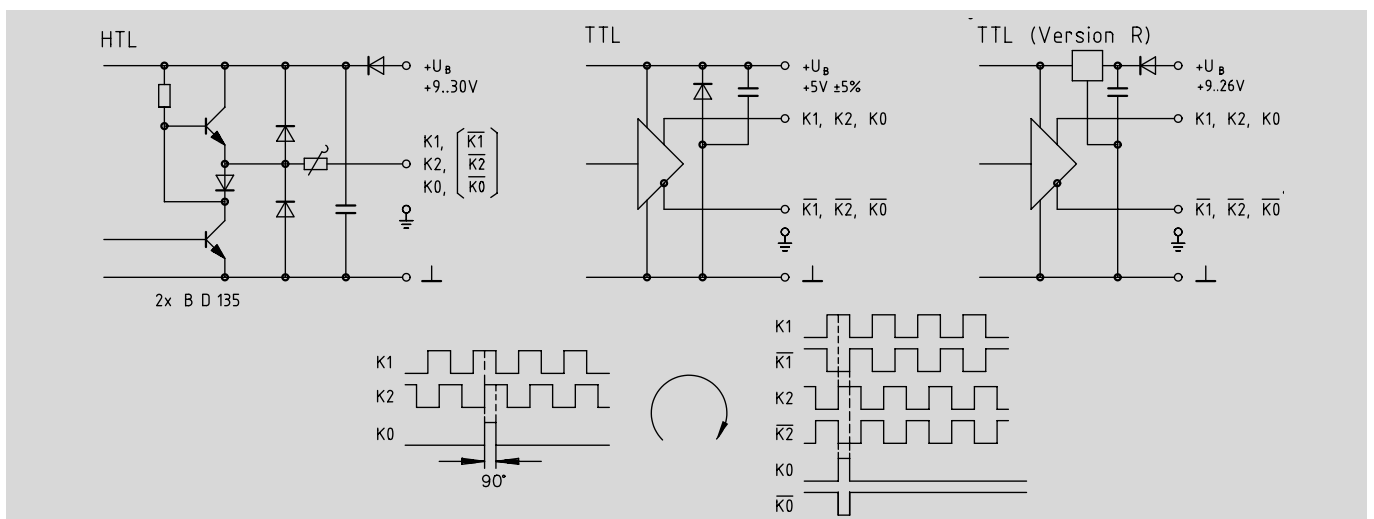 HTL
+U_B
+9..30V
K1, K̅1̅
K2, K̅2̅
K0, K̅0̅
2x B D 135
TTL
+U_B
+5V ±5%
K1, K2, K0
K̅1̅, K̅2̅, K̅0̅
TTL (Version R)
+U_B
+9..26V
K1, K2, K0
K̅1̅, K̅2̅, K̅0̅
K1
K2
K0
90°
K1
K̅1̅
K2
K̅2̅
K0
K̅0̅